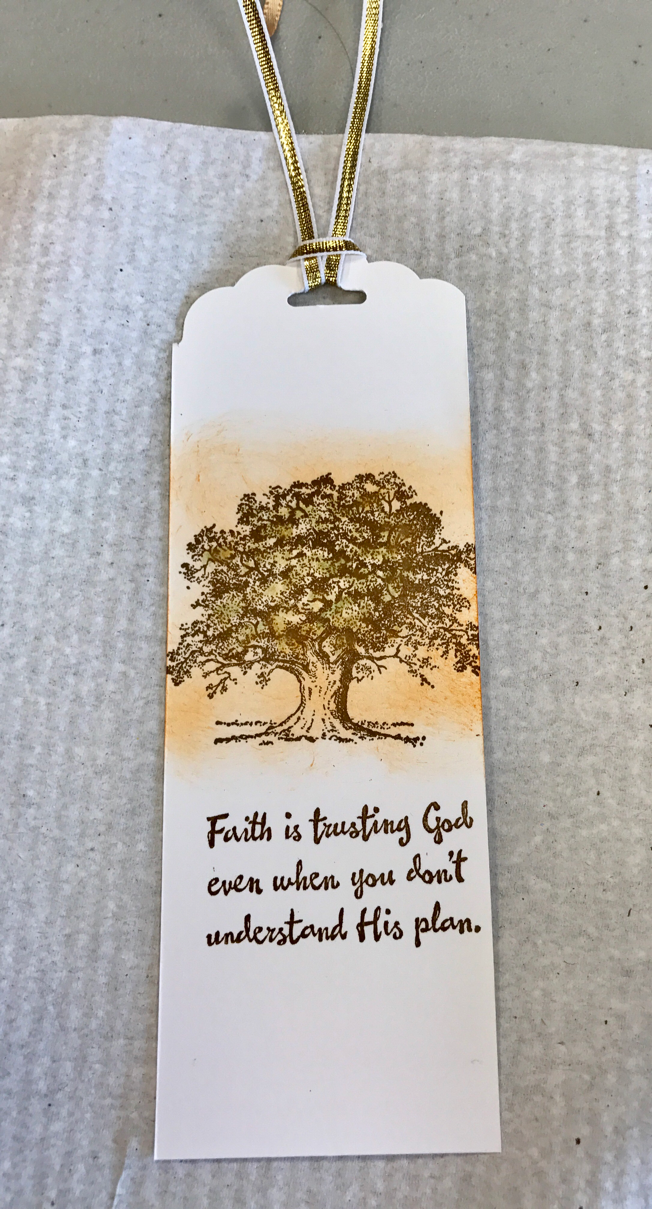 Faith is trusting God
even when you don't
understand His plan.